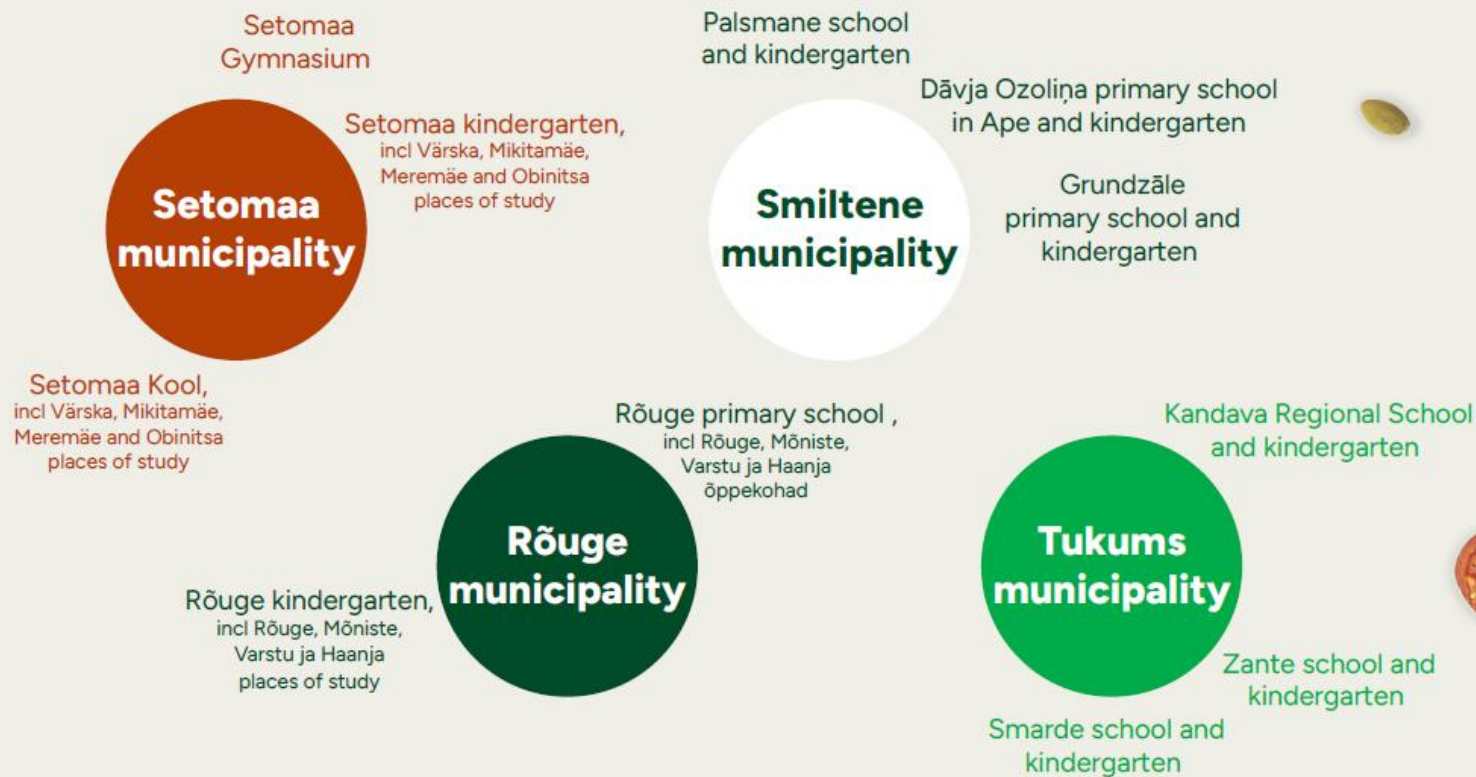 Setomaa
Gymnasium
Setomaa kindergarten,
incl Värska, Mikitamäe,
Meremäe and Obinitsa
places of study
Setomaa
municipality
Setomaa Kool,
incl Värska, Mikitamäe,
Meremäe and Obinitsa
places of study
Palsmane school
and kindergarten
Dāvja Ozoliņa primary school
in Ape and kindergarten
Grundzāle
primary school and
kindergarten
Smiltene
municipality
Rõuge primary school ,
incl Rõuge, Mõniste,
Varstu ja Haanja
õppekohad
Rõuge
municipality
Rõuge kindergarten,
incl Rõuge, Mõniste,
Varstu ja Haanja
places of study
Kandava Regional School
and kindergarten
Tukums
municipality
Zante school and
kindergarten
Smarde school and
kindergarten